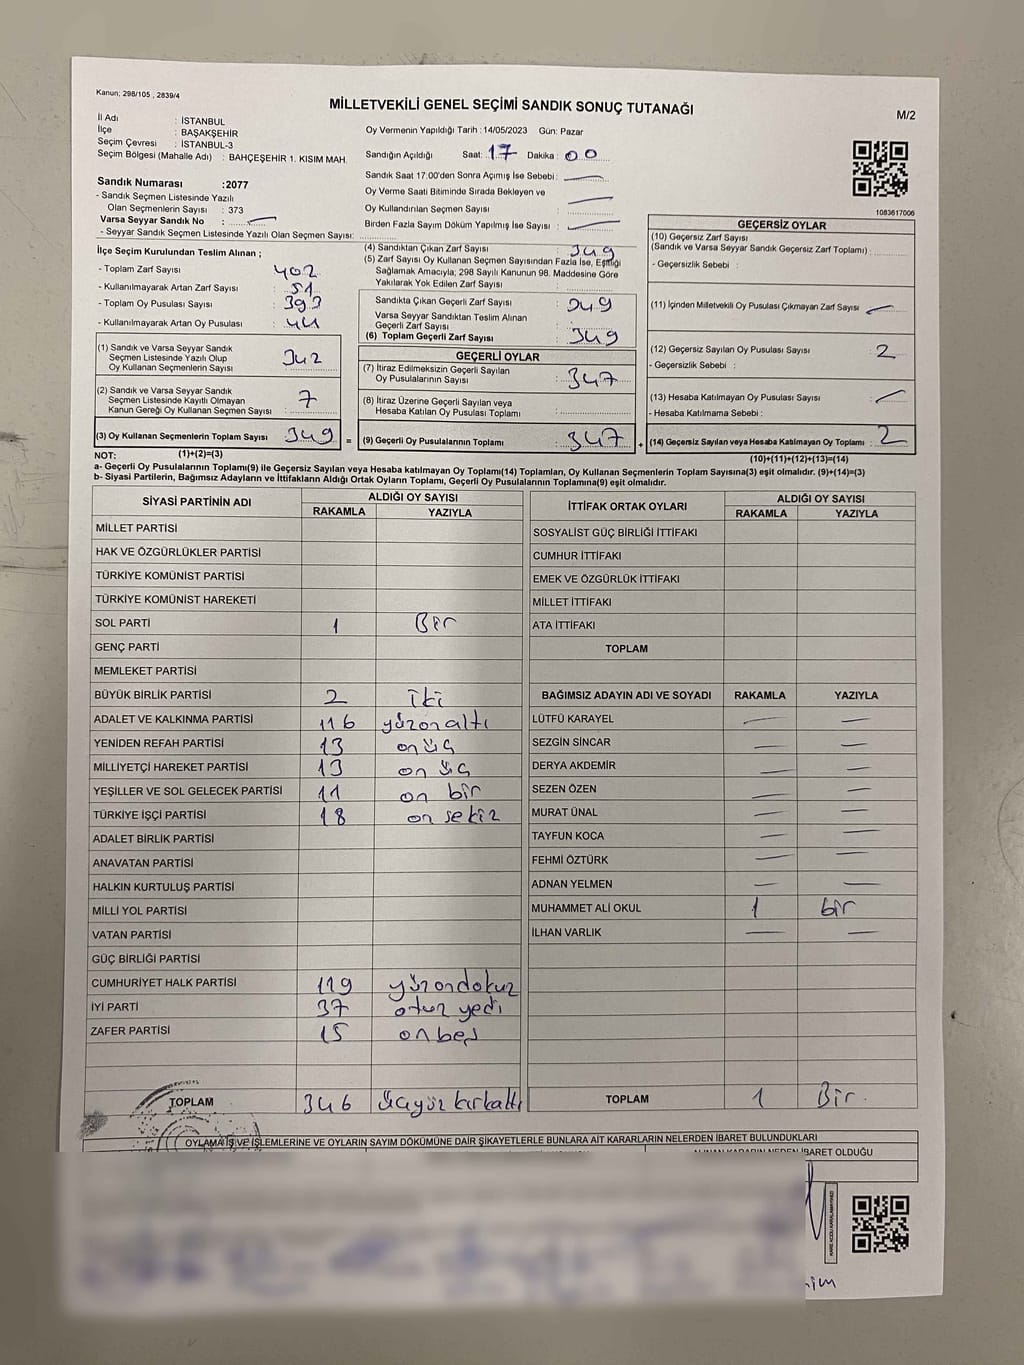 Kanun; 298/105 , 2839/4
MİLLETVEKİLİ GENEL SEÇİMİ SANDIK SONUÇ TUTANAĞI
M/2
İl Adı : İSTANBUL
İlçe : BAŞAKŞEHİR
Seçim Çevresi : İSTANBUL-3
Seçim Bölgesi (Mahalle Adı) : BAHÇEŞEHİR 1. KISIM MAH.
Sandık Numarası :2077
- Sandık Seçmen Listesinde Yazılı
Olan Seçmenlerin Sayısı : 373
Varsa Seyyar Sandık No :
- Seyyar Sandık Seçmen Listesinde Yazılı Olan Seçmen Sayısı:
Oy Vermenin Yapıldığı Tarih : 14/05/2023 Gün: Pazar
Sandığın Açıldığı Saat: 17 Dakika : 00
Sandık Saat 17:00'den Sonra Açımış İse Sebebi :
Oy Verme Saati Bitiminde Sırada Bekleyen ve
Oy Kullandırılan Seçmen Sayısı
Birden Fazla Sayım Döküm Yapılmış İse Sayısı :
1083617006
İlçe Seçim Kurulundan Teslim Alınan ;
- Toplam Zarf Sayısı : 402
- Kullanılmayarak Artan Zarf Sayısı : 51
- Toplam Oy Pusulası Sayısı : 393
- Kullanılmayarak Artan Oy Pusulası : 44
(1) Sandık ve Varsa Seyyar Sandık
Seçmen Listesinde Yazılı Olup
Oy Kullanan Seçmenlerin Sayısı : 342
(2) Sandık ve Varsa Seyyar Sandık
Seçmen Listesinde Kayıtlı Olmayan
Kanun Gereği Oy Kullanan Seçmen Sayısı : 7
(3) Oy Kullanan Seçmenlerin Toplam Sayısı : 349 =
(4) Sandıktan Çıkan Zarf Sayısı : 349
(5) Zarf Sayısı Oy Kullanan Seçmen Sayısından Fazla İse, Eşitliği
Sağlamak Amacıyla; 298 Sayılı Kanunun 98. Maddesine Göre
Yakılarak Yok Edilen Zarf Sayısı :
Sandıkta Çıkan Geçerli Zarf Sayısı : 349
Varsa Seyyar Sandıktan Teslim Alınan
Geçerli Zarf Sayısı
(6) Toplam Geçerli Zarf Sayısı : 349
GEÇERLİ OYLAR
(7) İtiraz Edilmeksizin Geçerli Sayılan
Oy Pusulalarının Sayısı : 347
(8) İtiraz Üzerine Geçerli Sayılan veya
Hesaba Katılan Oy Pusulası Toplamı :
(9) Geçerli Oy Pusulalarının Toplamı : 347 +
GEÇERSİZ OYLAR
(10) Geçersiz Zarf Sayısı
(Sandık ve Varsa Seyyar Sandık Geçersiz Zarf Toplamı) :
- Geçersizlik Sebebi :
(11) İçinden Milletvekili Oy Pusulası Çıkmayan Zarf Sayısı
(12) Geçersiz Sayılan Oy Pusulası Sayısı : 2
- Geçersizlik Sebebi :
(13) Hesaba Katılmayan Oy Pusulası Sayısı :
- Hesaba Katılmama Sebebi :
(14) Geçersiz Sayılan veya Hesaba Katılmayan Oy Toplamı : 2
NOT: (1)+(2)=(3)
(10)+(11)+(12)+(13)=(14)
a- Geçerli Oy Pusulalarının Toplamı(9) ile Geçersiz Sayılan veya Hesaba katılmayan Oy Toplamı(14) Toplamları, Oy Kullanan Seçmenlerin Toplam Sayısına(3) eşit olmalıdır. (9)+(14)=(3)
b- Siyasi Partilerin, Bağımsız Adayların ve İttifakların Aldığı Ortak Oyların Toplamı, Geçerli Oy Pusulalarının Toplamına(9) eşit olmalıdır.
SİYASİ PARTİNİN ADI ALDIĞI OY SAYISI
RAKAMLA YAZIYLA
MİLLET PARTİSİ
HAK VE ÖZGÜRLÜKLER PARTİSİ
TÜRKİYE KOMÜNİST PARTİSİ
TÜRKİYE KOMÜNİST HAREKETİ
SOL PARTİ 1 Bir
GENÇ PARTİ
MEMLEKET PARTİSİ
BÜYÜK BİRLİK PARTİSİ 2 iki
ADALET VE KALKINMA PARTİSİ 116 yüzonaltı
YENİDEN REFAH PARTİSİ 13 on üç
MİLLİYETÇİ HAREKET PARTİSİ 13 on üç
YEŞİLLER VE SOL GELECEK PARTİSİ 11 on bir
TÜRKİYE İŞÇİ PARTİSİ 18 on sekiz
ADALET BİRLİK PARTİSİ
ANAVATAN PARTİSİ
HALKIN KURTULUŞ PARTİSİ
MİLLİ YOL PARTİSİ
VATAN PARTİSİ
GÜÇ BİRLİĞİ PARTİSİ
CUMHURİYET HALK PARTİSİ 119 yüzondokuz
İYİ PARTİ 37 otuz yedi
ZAFER PARTİSİ 15 onbeş
TOPLAM 346 üçyüz kırkaltı
İTTİFAK ORTAK OYLARI ALDIĞI OY SAYISI
RAKAMLA YAZIYLA
SOSYALİST GÜÇ BİRLİĞİ İTTİFAKI
CUMHUR İTTİFAKI
EMEK VE ÖZGÜRLÜK İTTİFAKI
MİLLET İTTİFAKI
ATA İTTİFAKI
TOPLAM
BAĞIMSIZ ADAYIN ADI VE SOYADI RAKAMLA YAZIYLA
LÜTFÜ KARAYEL
SEZGİN SİNCAR
DERYA AKDEMİR
SEZEN ÖZEN
MURAT ÜNAL
TAYFUN KOCA
FEHMİ ÖZTÜRK
ADNAN YELMEN
MUHAMMET ALİ OKUL 1 bir
İLHAN VARLIK
TOPLAM 1 Bir
OYLAMA İŞ VE İŞLEMLERİNE VE OYLARIN SAYIM DÖKÜMÜNE DAİR ŞİKAYETLERLE BUNLARA AİT KARARLARIN NELERDEN İBARET BULUNDUKLARI
ALINAN KARARIN NEDEN İBARET OLDUĞU